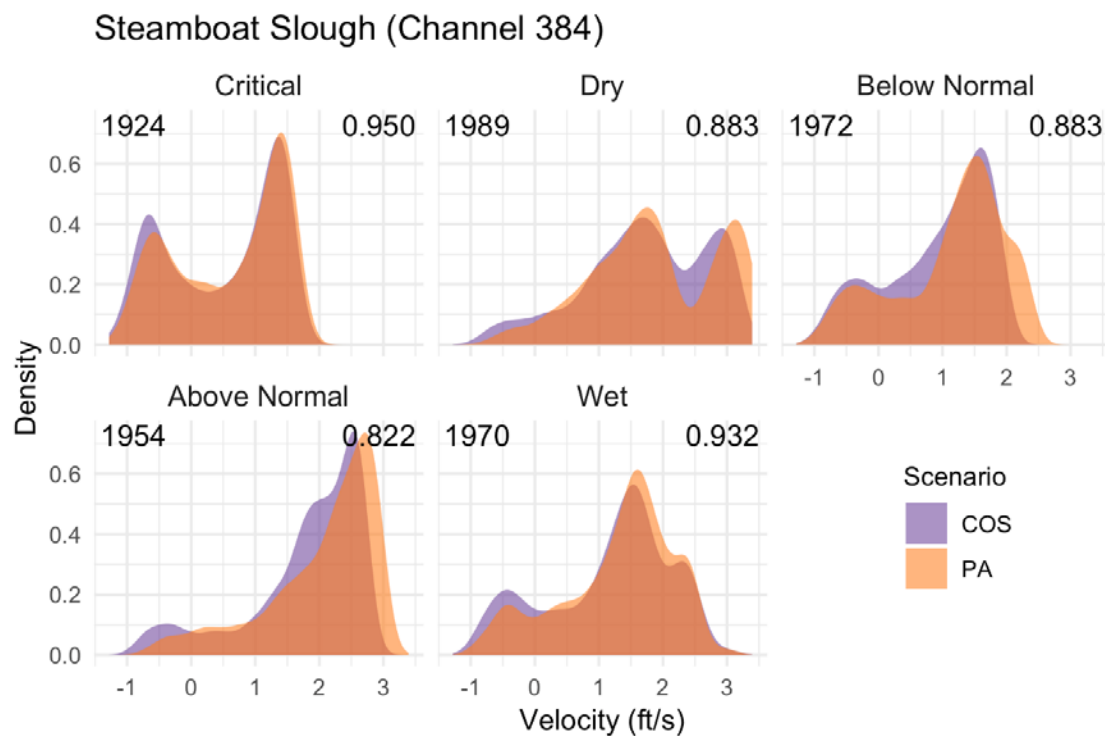 Steamboat Slough (Channel 384)
Critical
Dry
Below Normal
1924
0.950
1989
0.883
1972
0.883
0.6
0.4
0.2
0.0
-1 0 1 2 3
Density
Above Normal
Wet
1954
0.822
1970
0.932
0.6
0.4
0.2
0.0
-1 0 1 2 3
-1 0 1 2 3
Velocity (ft/s)
Scenario
COS
PA